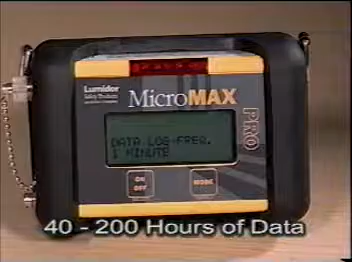 Lumidor
Safety Products
MicroMAX
PRO
DATA LOG-FREQ.
1 MINUTE
ON
OFF
MODE
40 - 200 Hours of Data